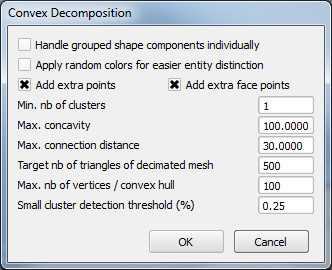 Convex Decomposition
Handle grouped shape components individually
Apply random colors for easier entity distinction
Add extra points Add extra face points
Min. nb of clusters 1
Max. concavity 100.0000
Max. connection distance 30.0000
Target nb of triangles of decimated mesh 500
Max. nb of vertices / convex hull 100
Small cluster detection threshold (%) 0.25
OK Cancel